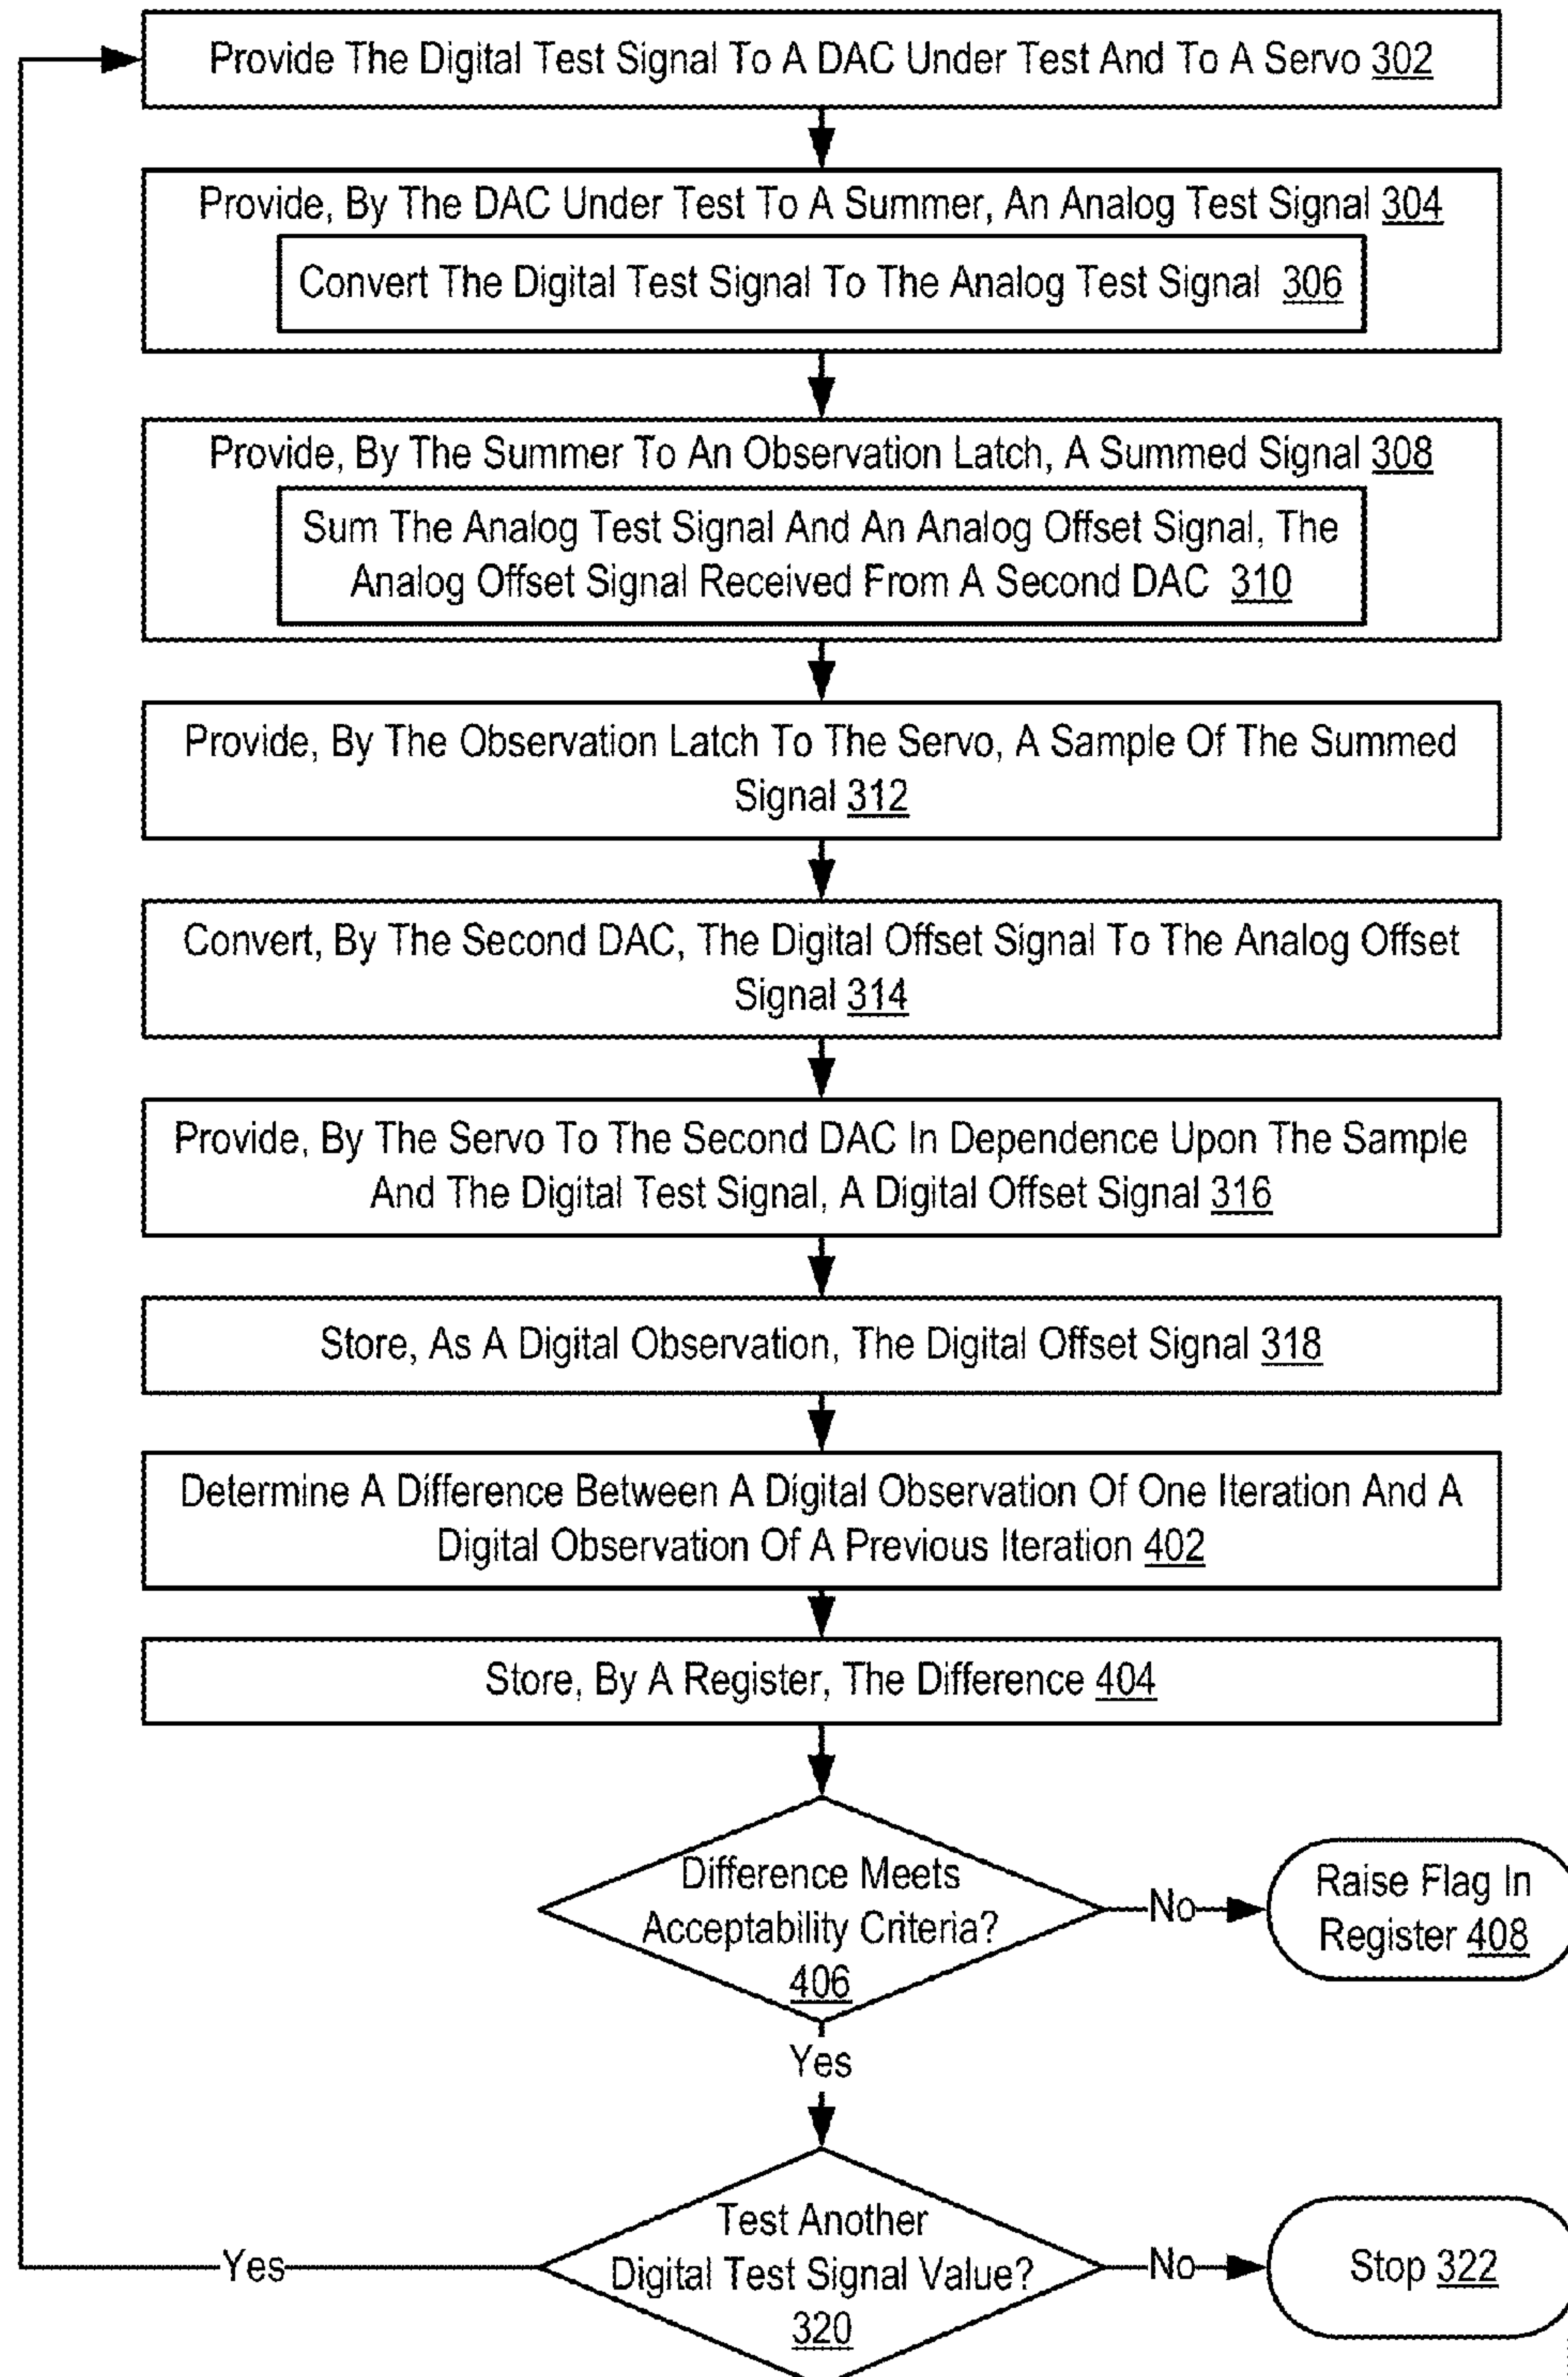 Provide The Digital Test Signal To A DAC Under Test And To A Servo 302
Provide, By The DAC Under Test To A Summer, An Analog Test Signal 304
Convert The Digital Test Signal To The Analog Test Signal 306
Provide, By The Summer To An Observation Latch, A Summed Signal 308
Sum The Analog Test Signal And An Analog Offset Signal, The
Analog Offset Signal Received From A Second DAC 310
Provide, By The Observation Latch To The Servo, A Sample Of The Summed
Signal 312
Convert, By The Second DAC, The Digital Offset Signal To The Analog Offset
Signal 314
Provide, By The Servo To The Second DAC In Dependence Upon The Sample
And The Digital Test Signal, A Digital Offset Signal 316
Store, As A Digital Observation, The Digital Offset Signal 318
Determine A Difference Between A Digital Observation Of One Iteration And A
Digital Observation Of A Previous Iteration 402
Store, By A Register, The Difference 404
Difference Meets
Acceptability Criteria?
406
No
Raise Flag In
Register 408
Yes
Test Another
Digital Test Signal Value?
320
Yes
No
Stop 322